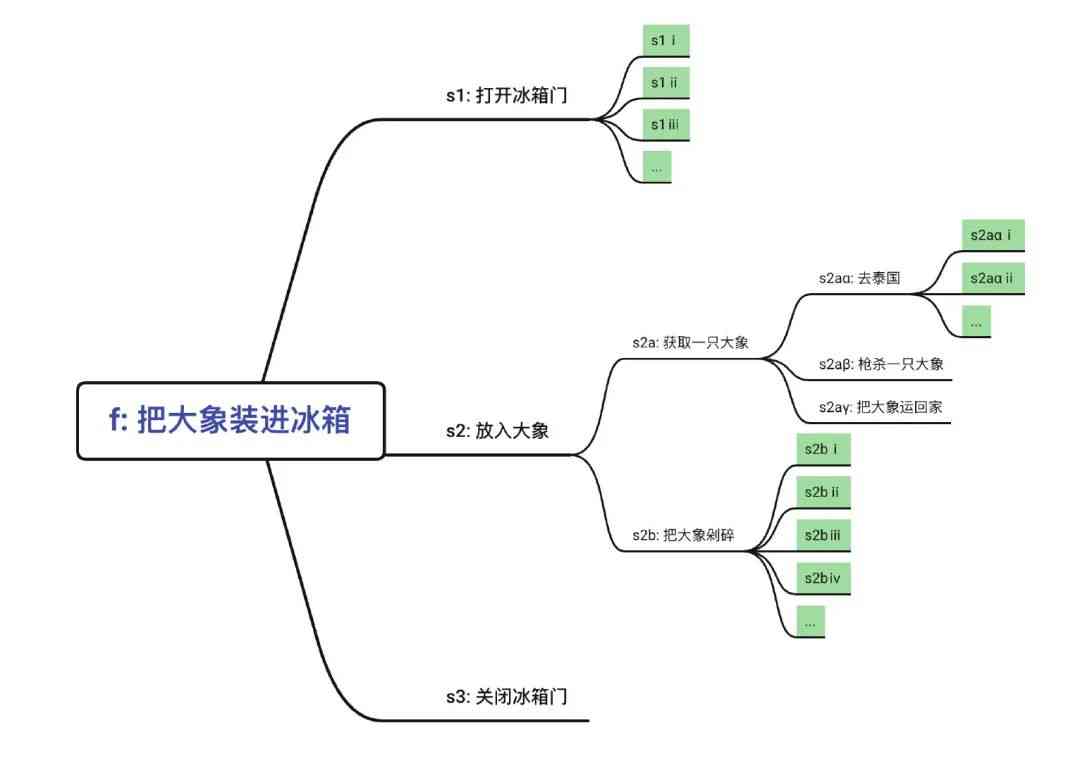 f: 把大象装进冰箱
s1: 打开冰箱门
s1 i
s1 ii
s1 iii
...
s2: 放入大象
s2a: 获取一只大象
s2aα: 去泰国
s2aα i
s2aα ii
...
s2aβ: 枪杀一只大象
s2aγ: 把大象运回家
s2b: 把大象剁碎
s2b i
s2b ii
s2b iii
s2b iv
...
s3: 关闭冰箱门